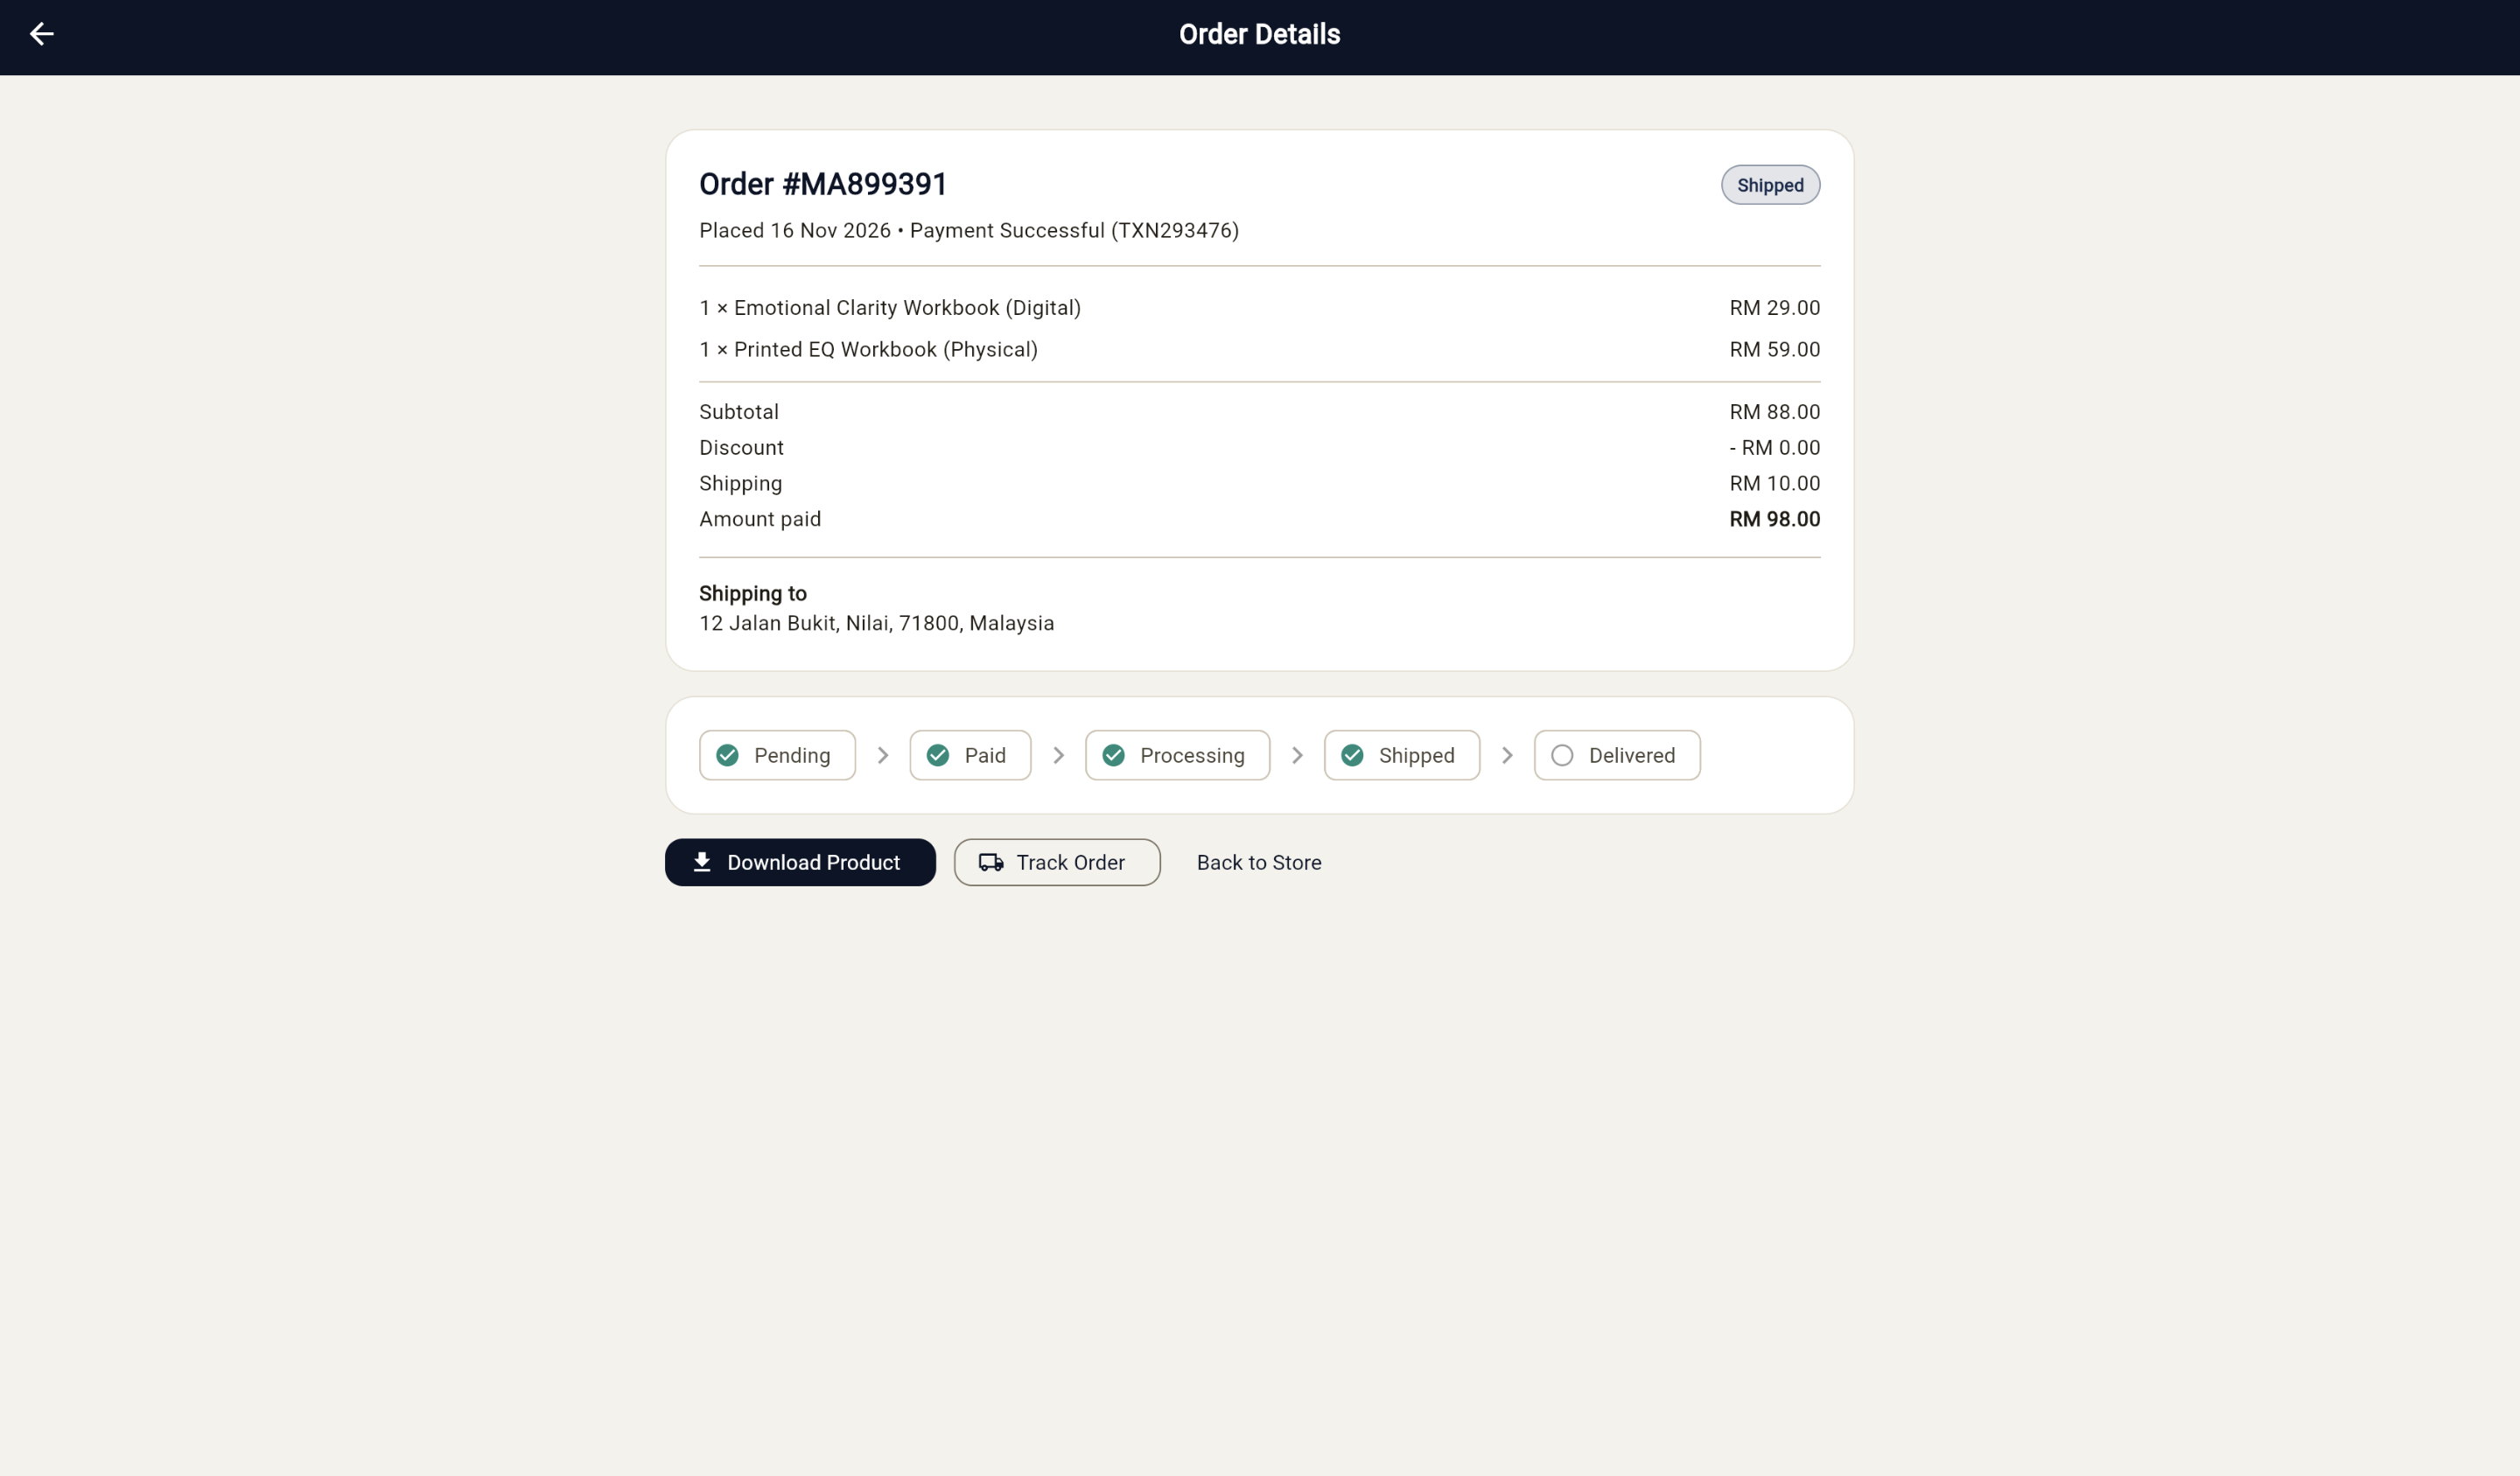 Order Details
Order #MA899391
Shipped
Placed 16 Nov 2026 • Payment Successful (TXN293476)
1 × Emotional Clarity Workbook (Digital) RM 29.00
1 × Printed EQ Workbook (Physical) RM 59.00
Subtotal RM 88.00
Discount - RM 0.00
Shipping RM 10.00
Amount paid RM 98.00
Shipping to
12 Jalan Bukit, Nilai, 71800, Malaysia
Pending Paid Processing Shipped Delivered
Download Product Track Order Back to Store